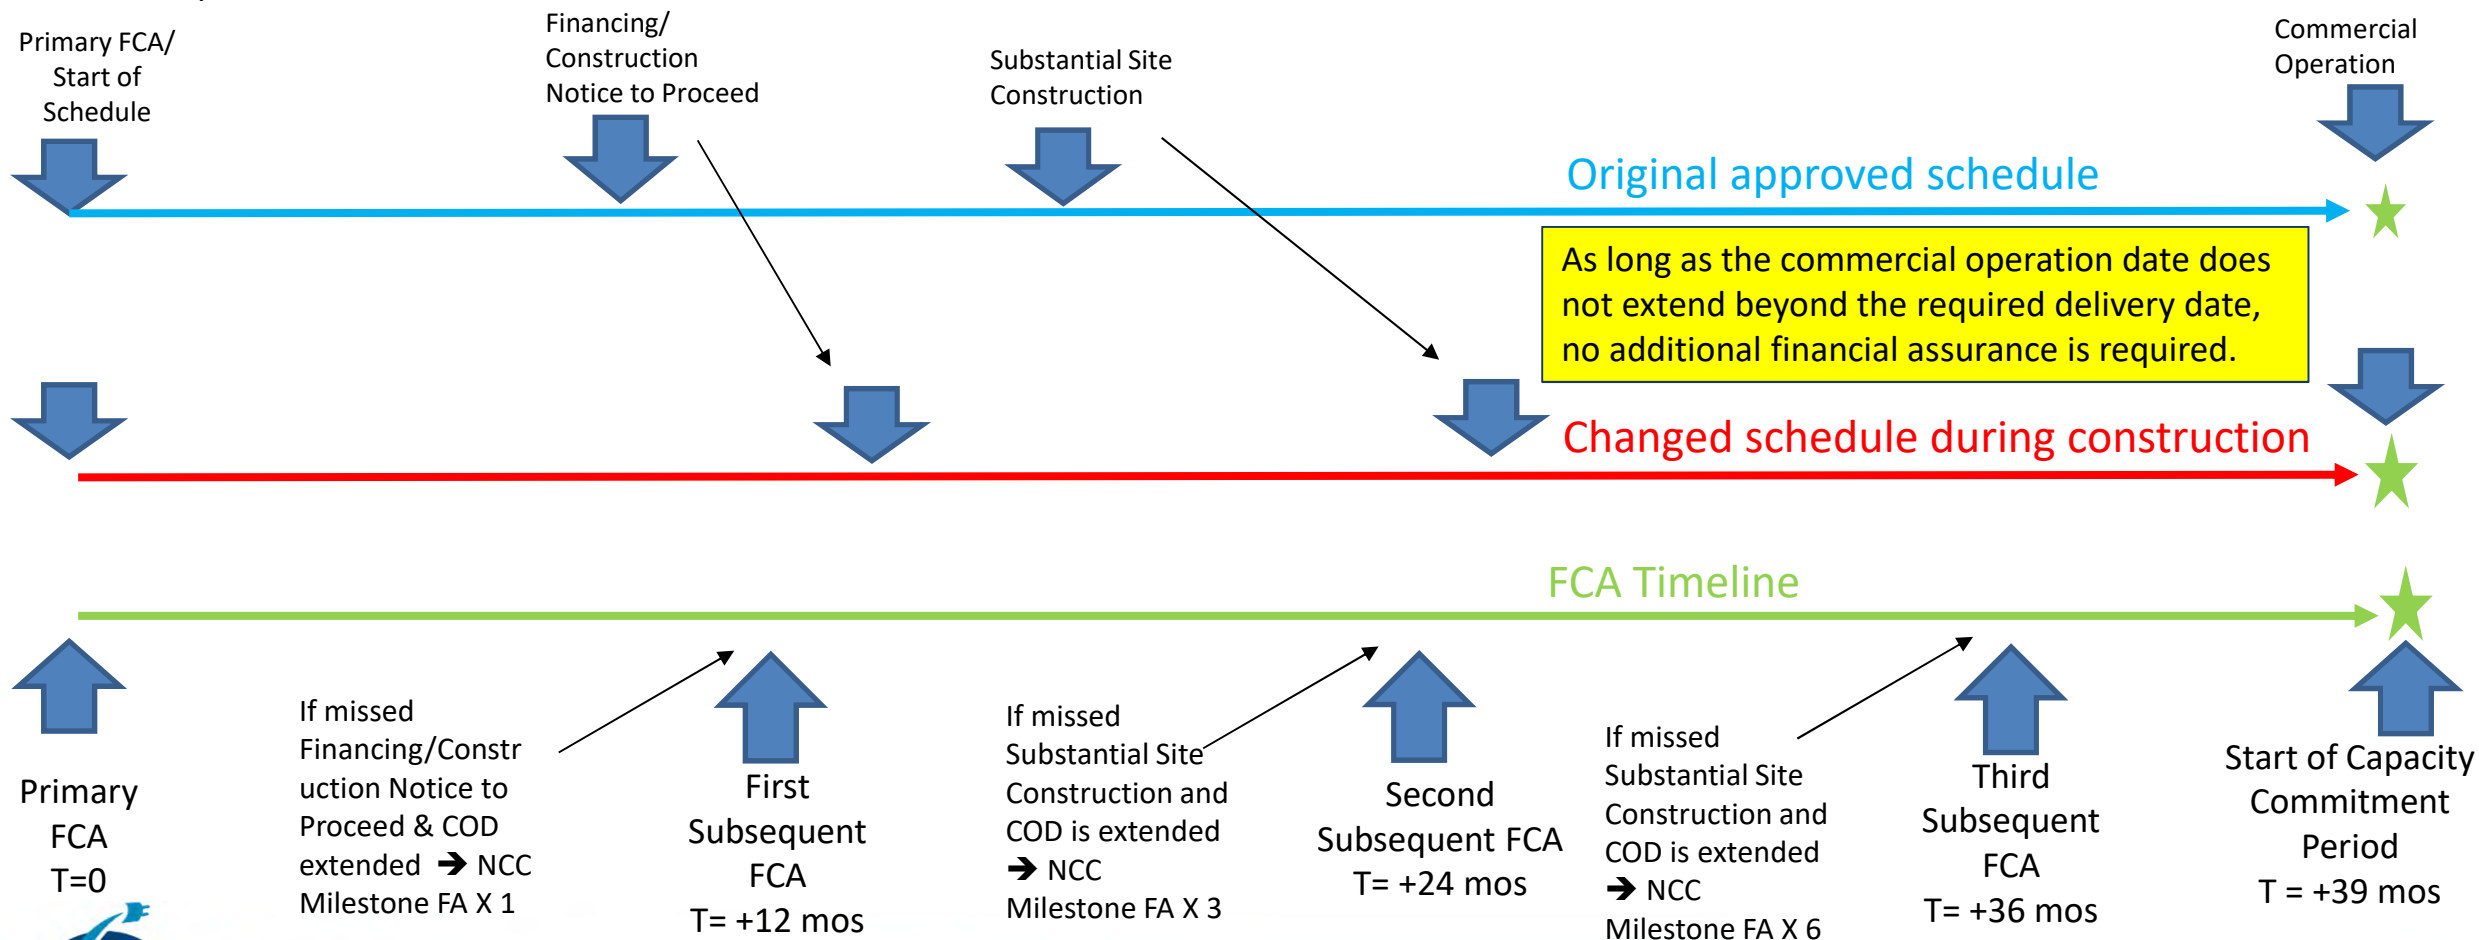 Primary FCA/
Start of
Schedule
Financing/
Construction
Notice to Proceed
Substantial Site
Construction
Commercial
Operation
Original approved schedule
As long as the commercial operation date does
not extend beyond the required delivery date,
no additional financial assurance is required.
Changed schedule during construction
FCA Timeline
Primary
FCA
T=0
If missed
Financing/Constr
uction Notice to
Proceed & COD
extended ➔ NCC
Milestone FA X 1
First
Subsequent
FCA
T= +12 mos
If missed
Substantial Site
Construction and
COD is extended
➔ NCC
Milestone FA X 3
Second
Subsequent FCA
T= +24 mos
If missed
Substantial Site
Construction and
COD is extended
➔ NCC
Milestone FA X 6
Third
Subsequent
FCA
T= +36 mos
Start of Capacity
Commitment
Period
T = +39 mos